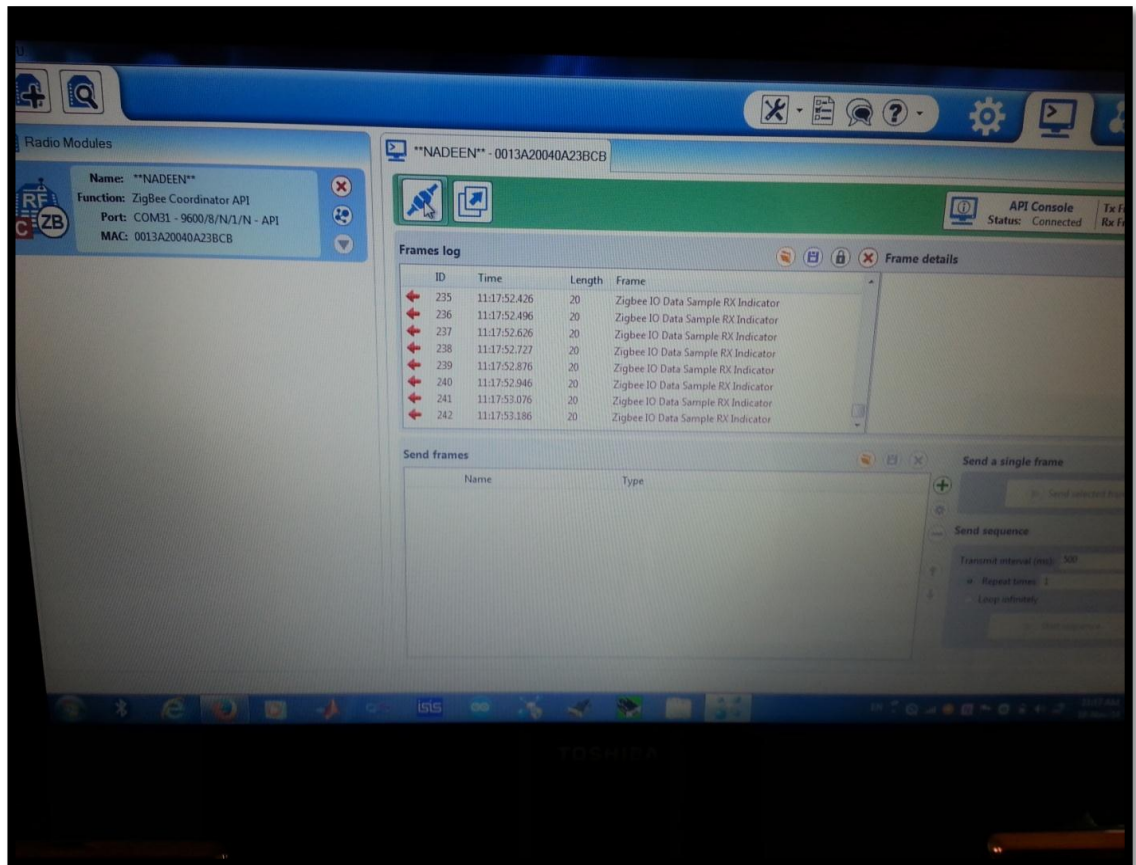 Radio Modules
Name: **NADEEN**
Function: ZigBee Coordinator API
Port: COM31 - 9600/8/N/1/N - API
MAC: 0013A20040A23BCB
RF
ZB
C
**NADEEN** - 0013A20040A23BCB
API Console
Status: Connected
Frames log
Frame details
ID Time Length Frame
235 11:17:52.426 20 Zigbee IO Data Sample RX Indicator
236 11:17:52.496 20 Zigbee IO Data Sample RX Indicator
237 11:17:52.626 20 Zigbee IO Data Sample RX Indicator
238 11:17:52.727 20 Zigbee IO Data Sample RX Indicator
239 11:17:52.876 20 Zigbee IO Data Sample RX Indicator
240 11:17:52.946 20 Zigbee IO Data Sample RX Indicator
241 11:17:53.076 20 Zigbee IO Data Sample RX Indicator
242 11:17:53.186 20 Zigbee IO Data Sample RX Indicator
Send frames
Name Type
Send a single frame
Send selected
Send sequence
Transmit interval (ms): 500
Repeat times 1
Loop infinitely
isis
TOSHIBA